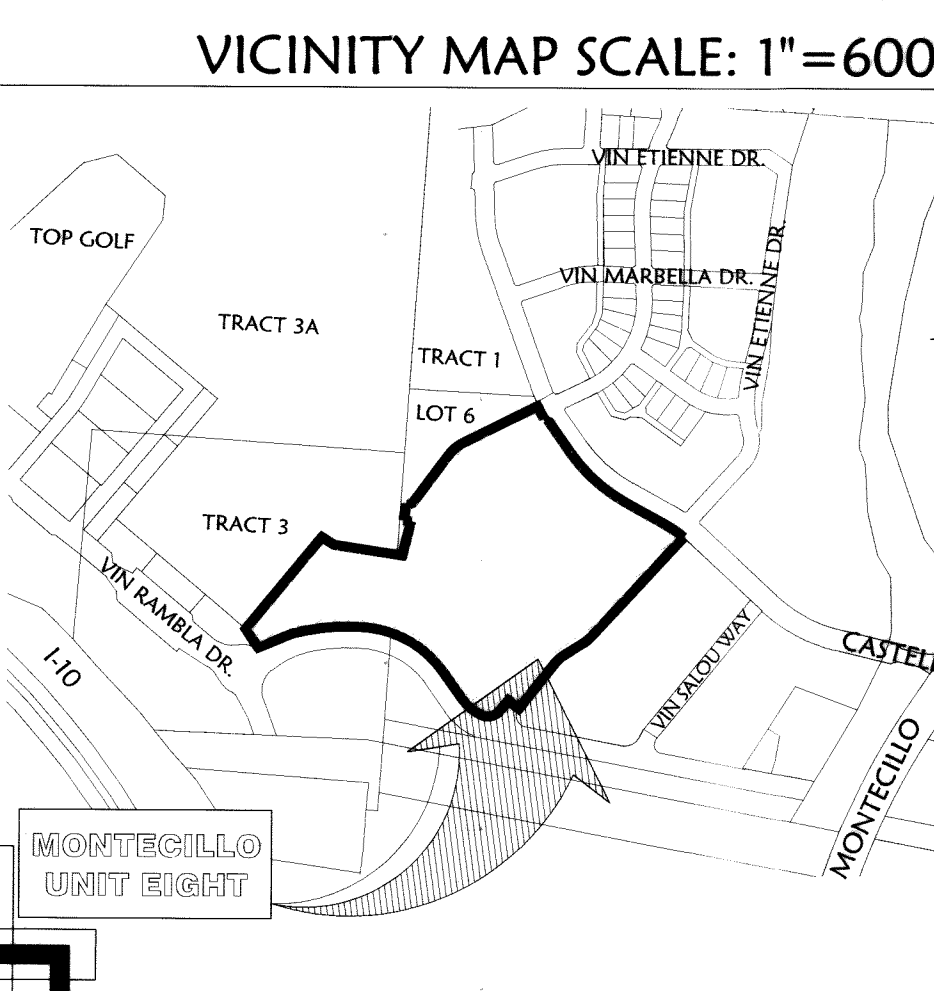 VICINITY MAP SCALE: 1"=600
VIN ETIENNE DR.
TOP GOLF
VIN ETIENNE DR.
VIN MARBELLA DR.
TRACT 3A
TRACT 1
LOT 6
TRACT 3
VIN RAMBLA DR.
I-10
VIN SALOU WAY
CASTELL
MONTECILLO
MONTECILLO
UNIT EIGHT